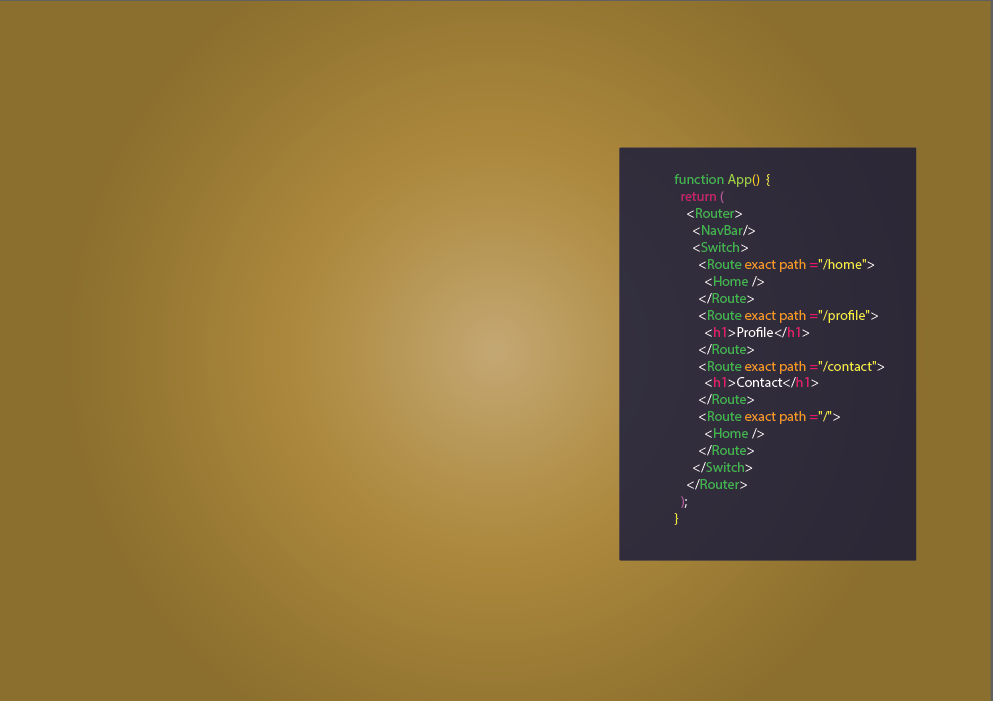 function App() {
return (
<Router>
<NavBar/>
<Switch>
<Route exact path ="/home">
<Home />
</Route>
<Route exact path ="/profile">
<h1>Profile</h1>
</Route>
<Route exact path ="/contact">
<h1>Contact</h1>
</Route>
<Route exact path ="/">
<Home />
</Route>
</Switch>
</Router>
);
}